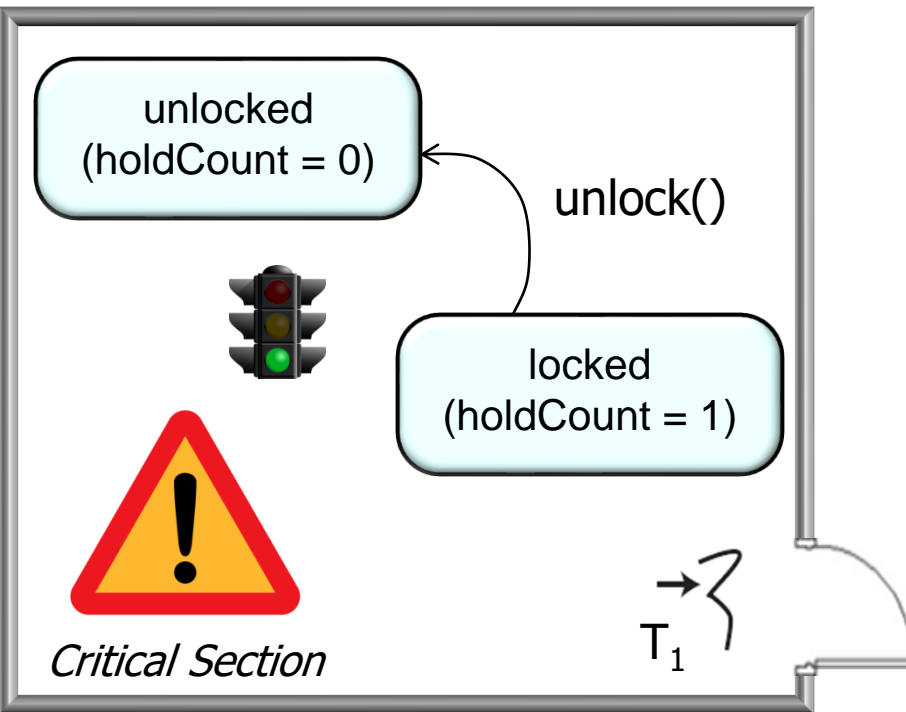 unlocked
(holdCount = 0)
unlock()
locked
(holdCount = 1)
T₁
Critical Section